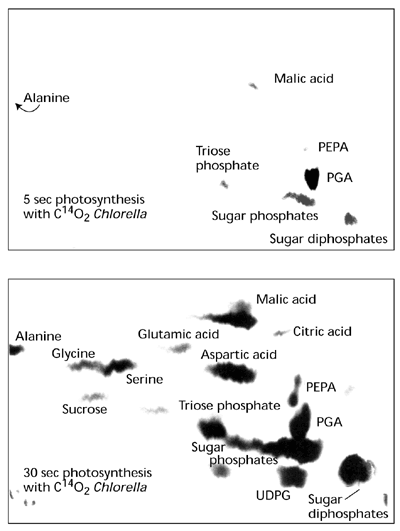 Malic acid
Alanine
Triose
phosphate
PEPA
PGA
5 sec photosynthesis
with C¹⁴O₂ Chlorella
Sugar phosphates
Sugar diphosphates
Malic acid
Alanine
Glutamic acid
Citric acid
Glycine
Aspartic acid
Serine
PEPA
Sucrose
Triose phosphate
PGA
Sugar
phosphates
30 sec photosynthesis
with C¹⁴O₂ Chlorella
UDPG
Sugar
diphosphates